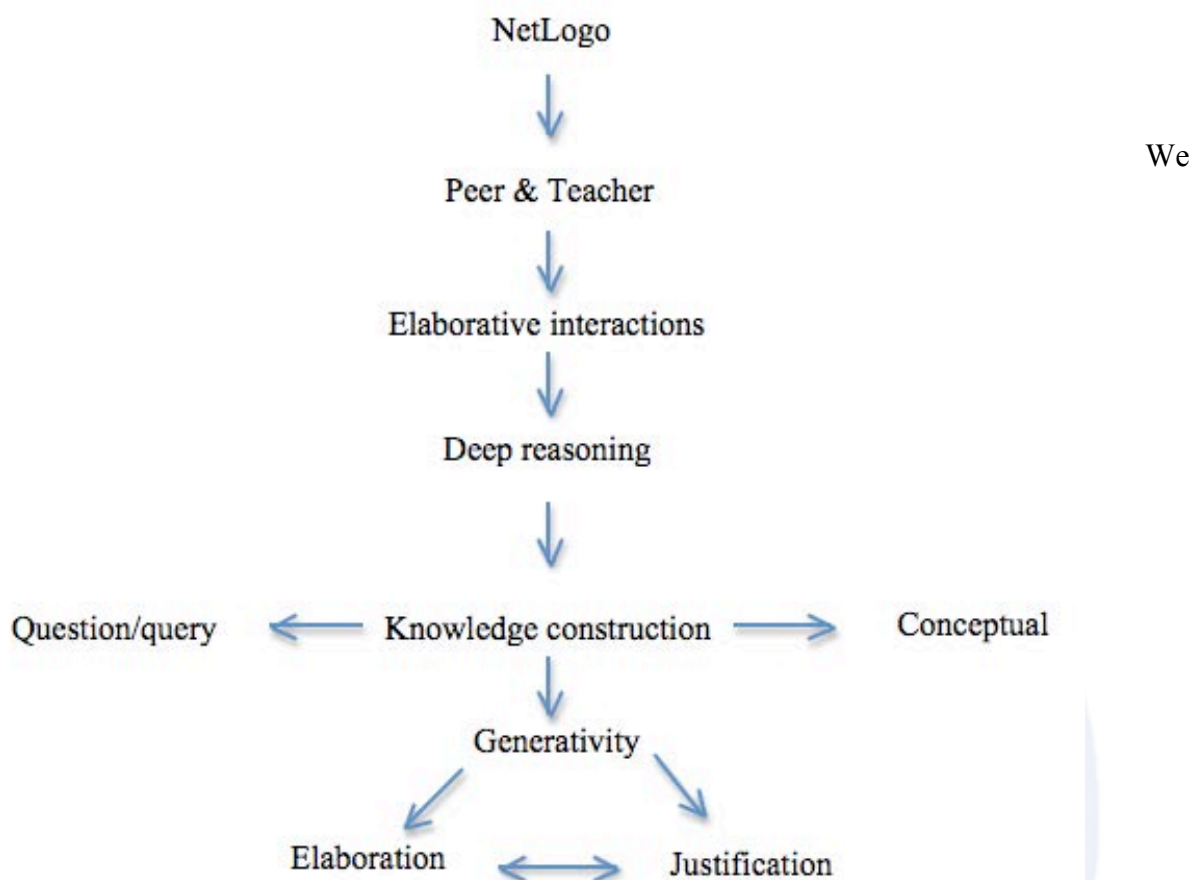 NetLogo
We
Peer & Teacher
Elaborative interactions
Deep reasoning
Question/query Knowledge construction Conceptual
Generativity
Elaboration Justification